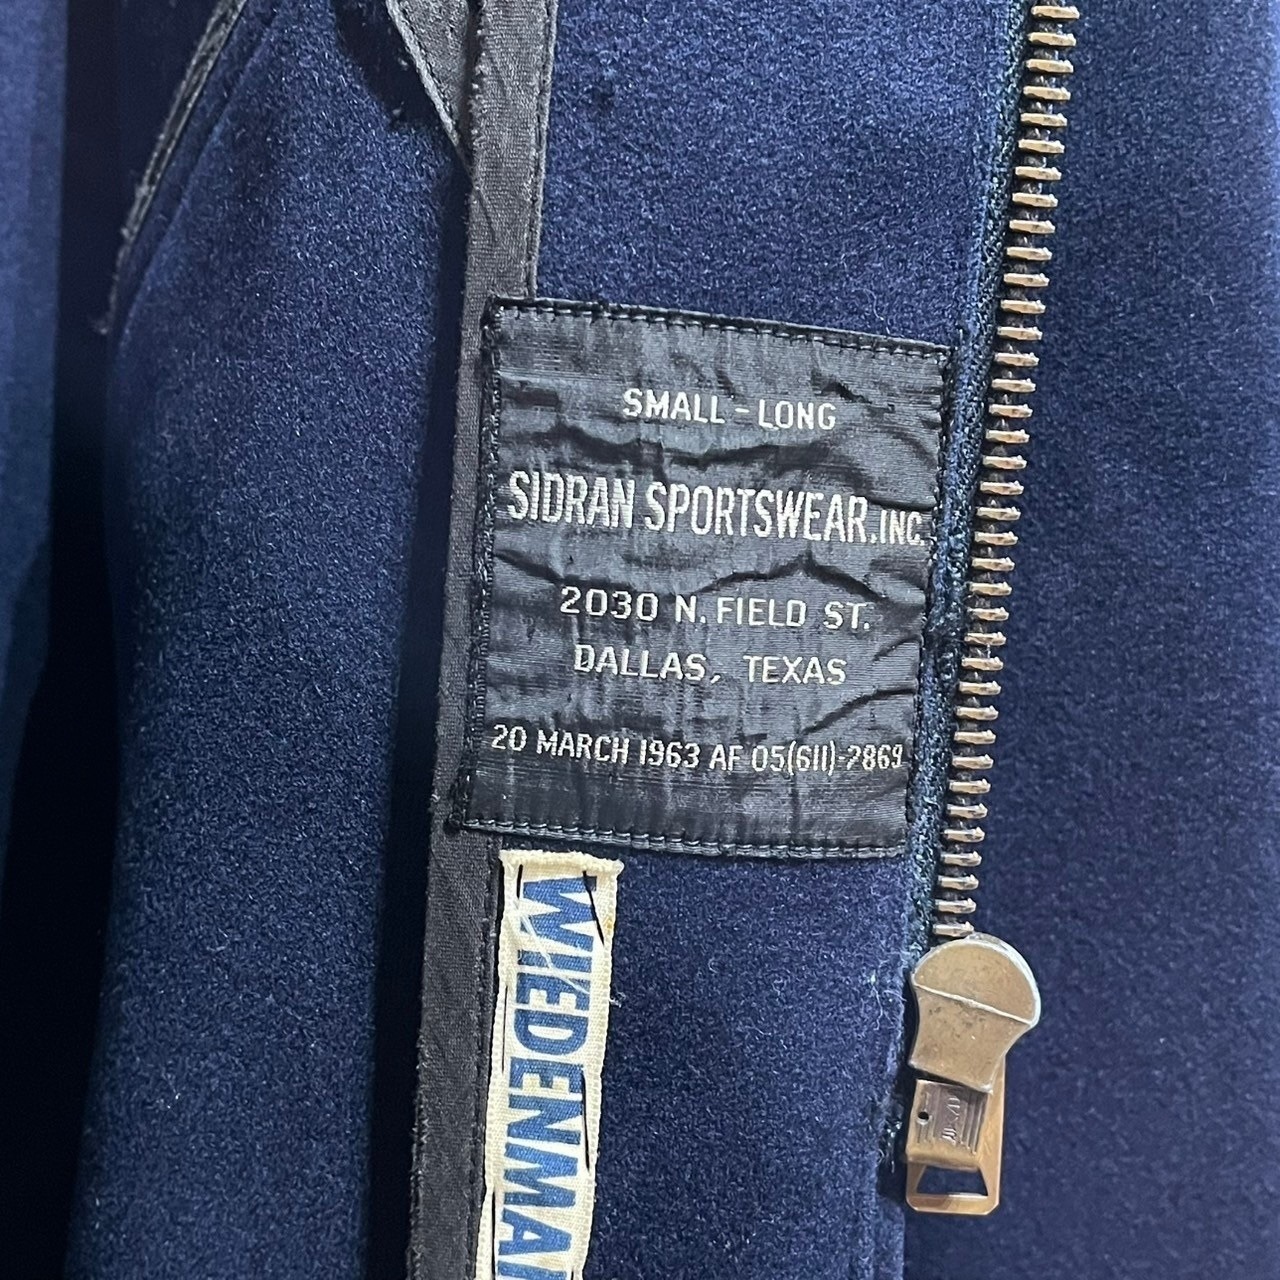 SMALL - LONG
SIDRAN SPORTSWEAR, INC.
2030 N. FIELD ST.
DALLAS, TEXAS
20 MARCH 1963 AF 05(611)-2869
WIEDENMA